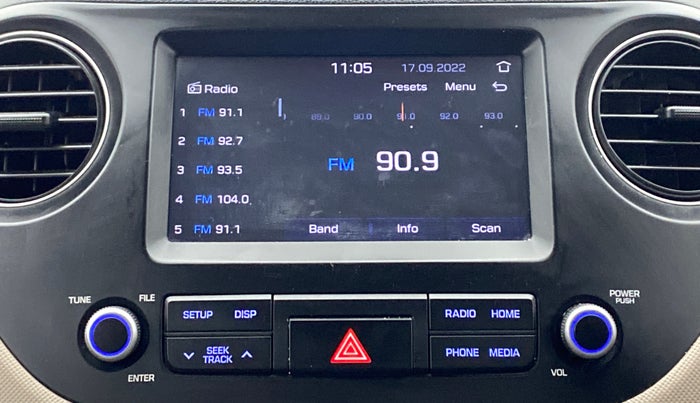 11:05 17.09.2022
Radio
Presets Menu
1 FM 91.1
89.0 90.0 91.0 92.0 93.0
2 FM 92.7
FM 90.9
3 FM 93.5
4 FM 104.0
5 FM 91.1
Band Info Scan
TUNE FILE
POWER
PUSH
SETUP DISP
RADIO HOME
SEEK
TRACK
PHONE MEDIA
ENTER
VOL